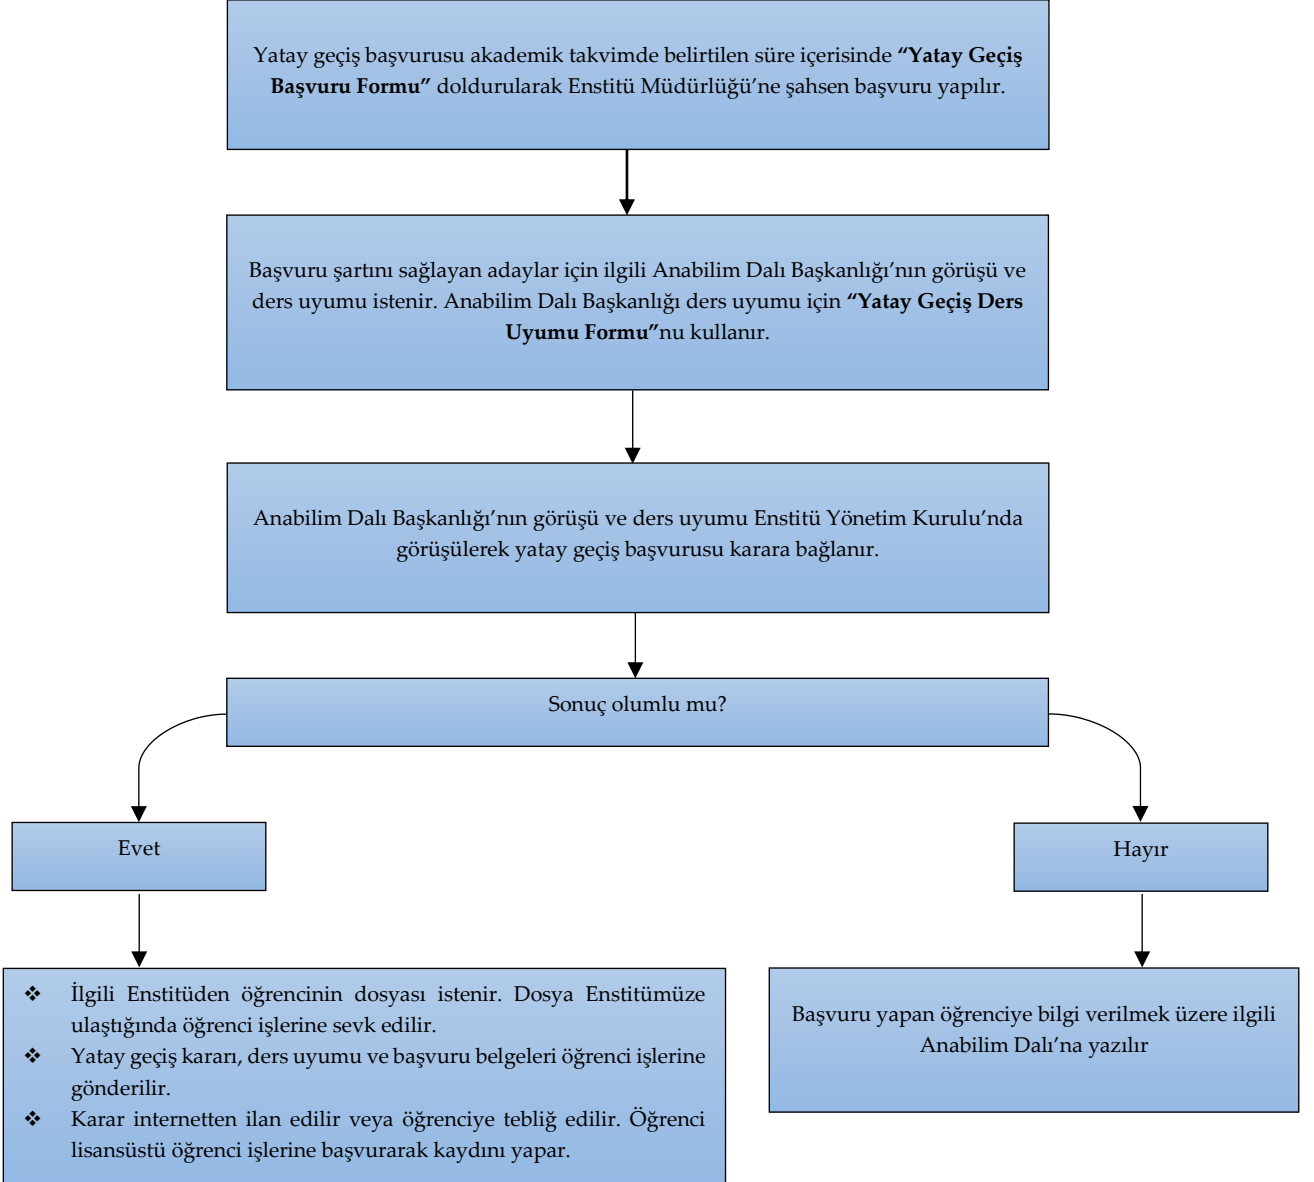 Yatay geçiş başvurusu akademik takvimde belirtilen süre içerisinde “Yatay Geçiş
Başvuru Formu” doldurularak Enstitü Müdürlüğü’ne şahsen başvuru yapılır.
Başvuru şartını sağlayan adaylar için ilgili Anabilim Dalı Başkanlığı’nın görüşü ve
ders uyumu istenir. Anabilim Dalı Başkanlığı ders uyumu için “Yatay Geçiş Ders
Uyumu Formu”nu kullanır.
Anabilim Dalı Başkanlığı’nın görüşü ve ders uyumu Enstitü Yönetim Kurulu’nda
görüşülerek yatay geçiş başvurusu karara bağlanır.
Sonuç olumlu mu?
Evet
Hayır
❖ İlgili Enstitüden öğrencinin dosyası istenir. Dosya Enstitümüze
ulaştığında öğrenci işlerine sevk edilir.
❖ Yatay geçiş kararı, ders uyumu ve başvuru belgeleri öğrenci işlerine
gönderilir.
❖ Karar internetten ilan edilir veya öğrenciye tebliğ edilir. Öğrenci
lisansüstü öğrenci işlerine başvurarak kaydını yapar.
Başvuru yapan öğrenciye bilgi verilmek üzere ilgili
Anabilim Dalı’na yazılır